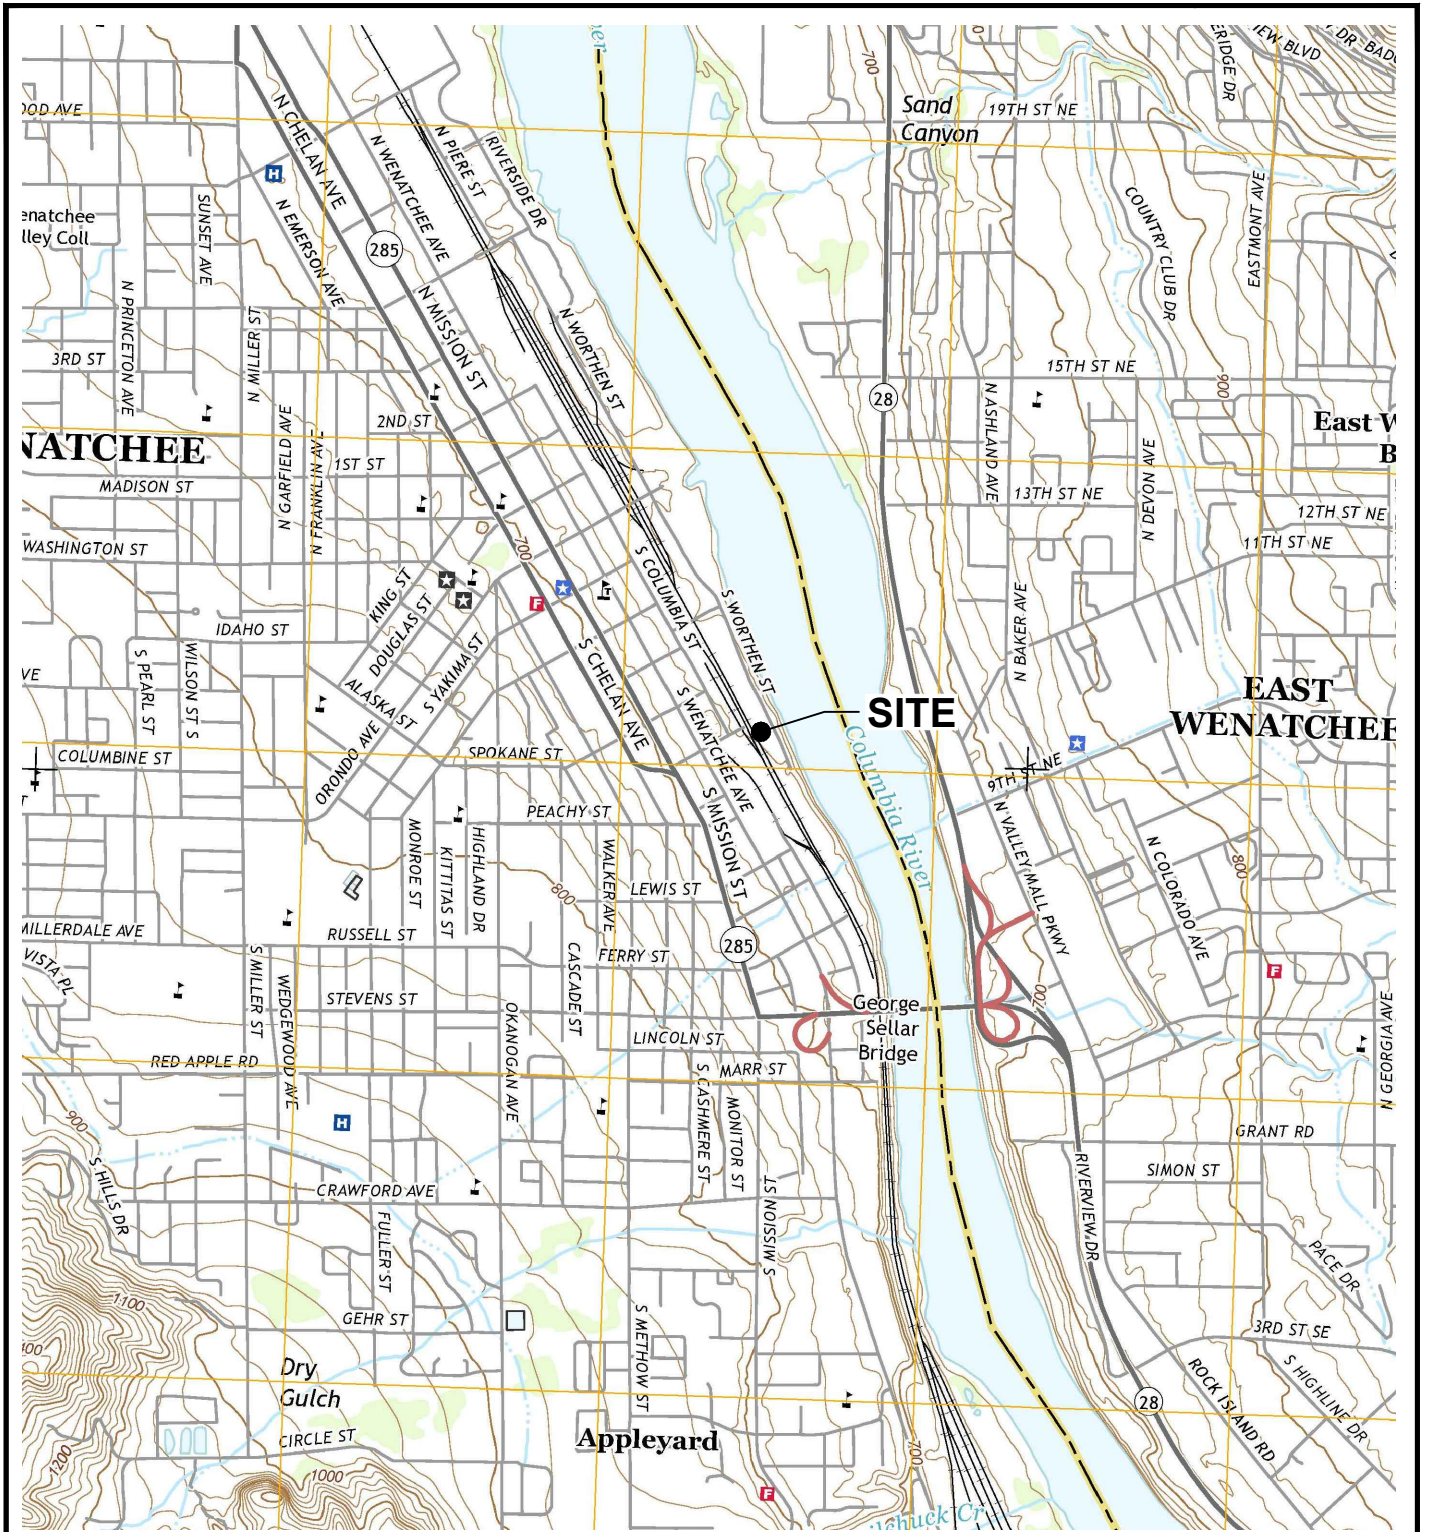 Sand
Canyon
19TH ST NE
EASTMONT AVE
COUNTRY CLUB DR
N CHELAN AVE
N WENATCHEE AVE
N PIERE ST
RIVERSIDE DR
H
N EMERSON AVE
SUNSET AVE
285
N PRINCETON AVE
N MISSION ST
N WORTHEN ST
N MILLER ST
3RD ST
15TH ST NE
900
28
N ASHLAND AVE
2ND ST
N GARFIELD AVE
N FRANKLIN AVE
1ST ST
NATCHEE
MADISON ST
13TH ST NE
N DEVON AVE
12TH ST NE
11TH ST NE
East W
B
WASHINGTON ST
700
KING ST
DOUGLAS ST
F
S COLUMBIA ST
S WORTHEN ST
N BAKER AVE
IDAHO ST
S YAKIMA ST
S CHELAN AVE
S PEARL ST
WILSON ST S
ALASKA ST
ORONDO AVE
S WENATCHEE AVE
SITE
EAST
WENATCHEE
COLUMBINE ST
SPOKANE ST
Columbia River
9TH ST NE
PEACHY ST
S MISSION ST
N VALLEY MALL PKWY
N COLORADO AVE
800
MONROE ST
KITTITAS ST
HIGHLAND DR
WALKER AVE
LEWIS ST
800
MILLERDALE AVE
RUSSELL ST
285
FERRY ST
CASCADE ST
VISTA PL
S MILLER ST
WEDGEWOOD AVE
STEVENS ST
OKANOGAN AVE
F
700
George
Sellar
Bridge
LINCOLN ST
N GEORGIA AVE
RED APPLE RD
MARR ST
S CASHMERE ST
MONITOR ST
900
H
GRANT RD
SIMON ST
S HILLS DR
CRAWFORD AVE
S MISSION ST
RIVERVIEW DR
FULLER ST
PACE DR
1100
GEHR ST
S METHOW ST
3RD ST SE
Dry
Gulch
ROCK ISLAND RD
S HIGHLINE DR
28
CIRCLE ST
Appleyard
700
1200
1000
F